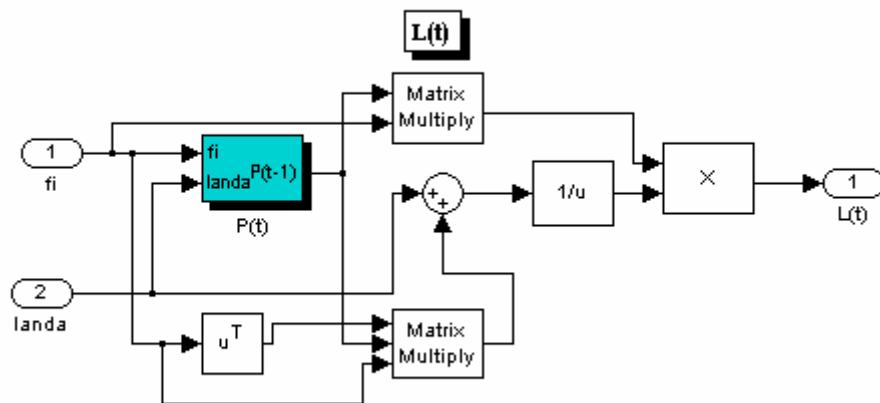 L(t)
Matrix
Multiply
1
fi
fi
landa
P(t-1)
P(t)
+
+
1/u
×
1
L(t)
2
landa
u^T
Matrix
Multiply